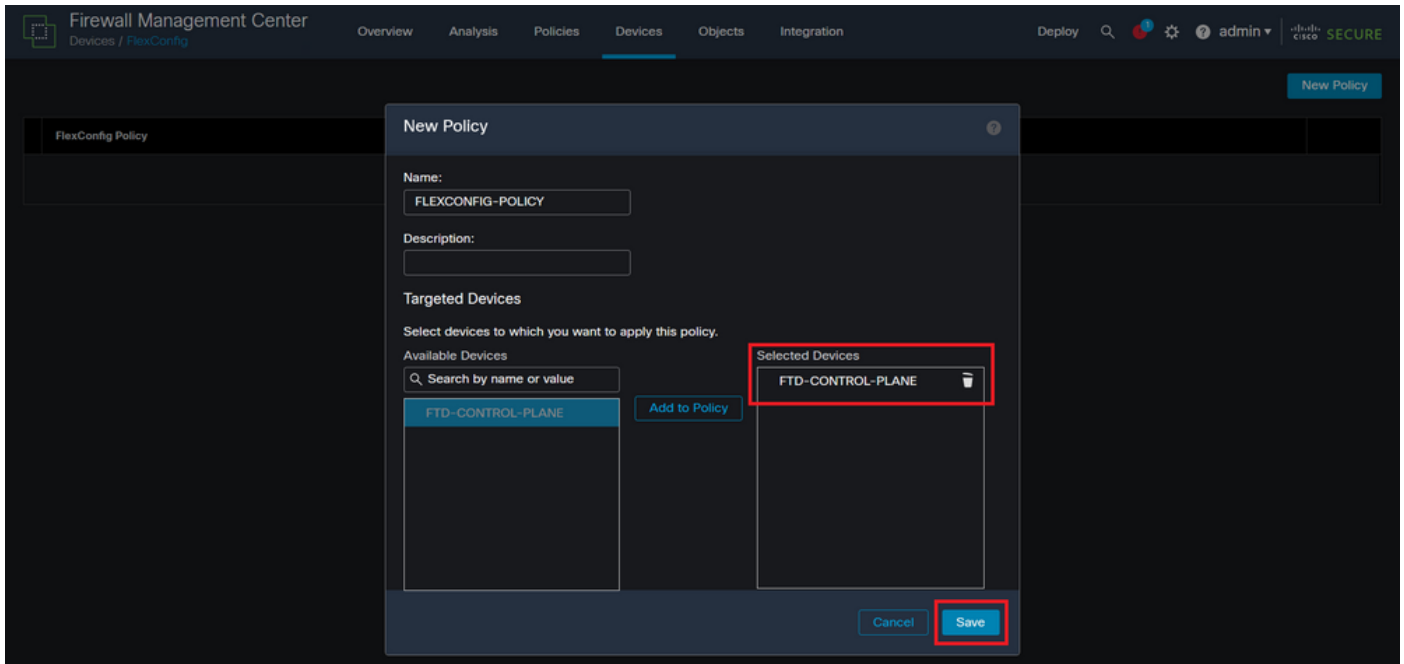 Firewall Management Center
Devices / FlexConfig
Overview Analysis Policies Devices Objects Integration
Deploy 1 admin cisco SECURE
New Policy
FlexConfig Policy
New Policy
Name:
FLEXCONFIG-POLICY
Description:
Targeted Devices
Select devices to which you want to apply this policy.
Available Devices Selected Devices
Search by name or value FTD-CONTROL-PLANE
FTD-CONTROL-PLANE Add to Policy
Cancel Save